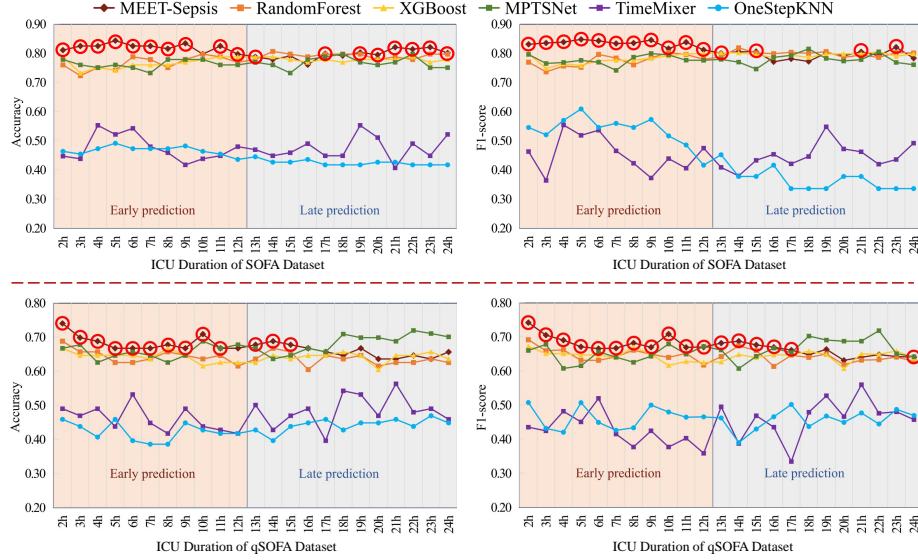 MEET-Sepsis RandomForest XGBoost MPTSNet TimeMixer OneStepKNN
Accuracy
1.00
0.90
0.80
0.70
0.60
0.50
0.40
0.30
0.20
Early prediction Late prediction
2h 3h 4h 5h 6h 7h 8h 9h 10h 11h 12h 13h 14h 15h 16h 17h 18h 19h 20h 21h 22h 23h 24h
ICU Duration of SOFA Dataset
F1-score
1.00
0.90
0.80
0.70
0.60
0.50
0.40
0.30
0.20
Early prediction Late prediction
2h 3h 4h 5h 6h 7h 8h 9h 10h 11h 12h 13h 14h 15h 16h 17h 18h 19h 20h 21h 22h 23h 24h
ICU Duration of SOFA Dataset
Accuracy
0.80
0.70
0.60
0.50
0.40
0.30
0.20
Early prediction Late prediction
2h 3h 4h 5h 6h 7h 8h 9h 10h 11h 12h 13h 14h 15h 16h 17h 18h 19h 20h 21h 22h 23h 24h
ICU Duration of qSOFA Dataset
F1-score
0.80
0.70
0.60
0.50
0.40
0.30
0.20
Early prediction Late prediction
2h 3h 4h 5h 6h 7h 8h 9h 10h 11h 12h 13h 14h 15h 16h 17h 18h 19h 20h 21h 22h 23h 24h
ICU Duration of qSOFA Dataset